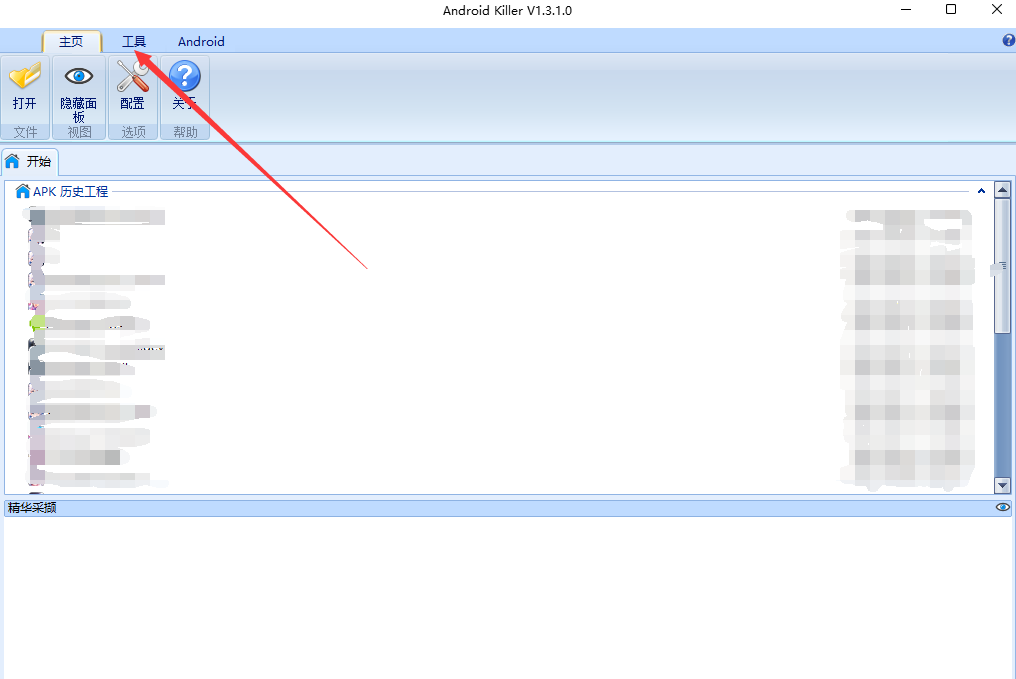 Android Killer V1.3.1.0
主页 工具 Android
打开 隐藏面板 配置 关于
文件 视图 选项 帮助
开始
APK 历史工程
精华采撷